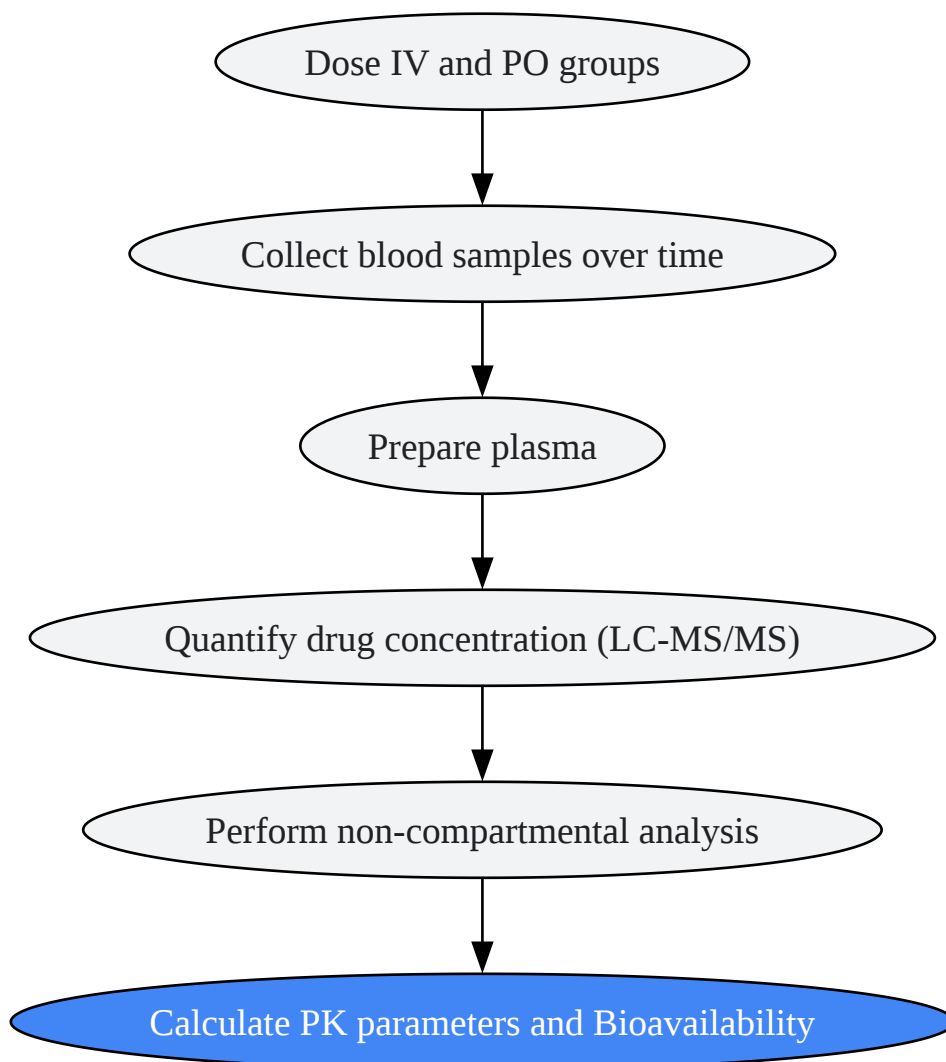 Dose IV and PO groups
Collect blood samples over time
Prepare plasma
Quantify drug concentration (LC-MS/MS)
Perform non-compartmental analysis
Calculate PK parameters and Bioavailability